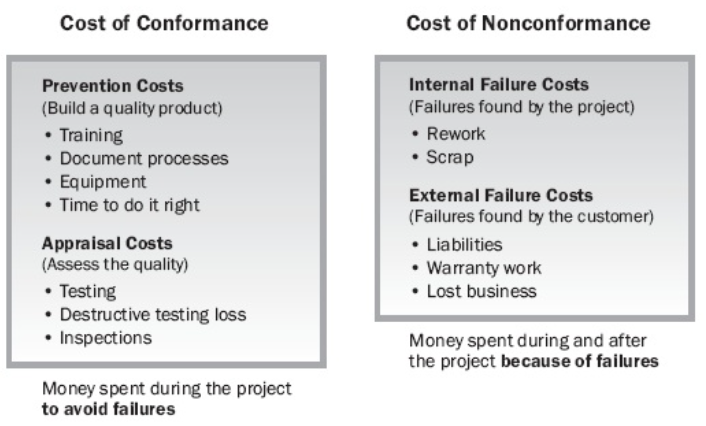 Cost of Conformance
Prevention Costs
(Build a quality product)
• Training
• Document processes
• Equipment
• Time to do it right
Appraisal Costs
(Assess the quality)
• Testing
• Destructive testing loss
• Inspections
Money spent during the project
to avoid failures
Cost of Nonconformance
Internal Failure Costs
(Failures found by the project)
• Rework
• Scrap
External Failure Costs
(Failures found by the customer)
• Liabilities
• Warranty work
• Lost business
Money spent during and after
the project because of failures